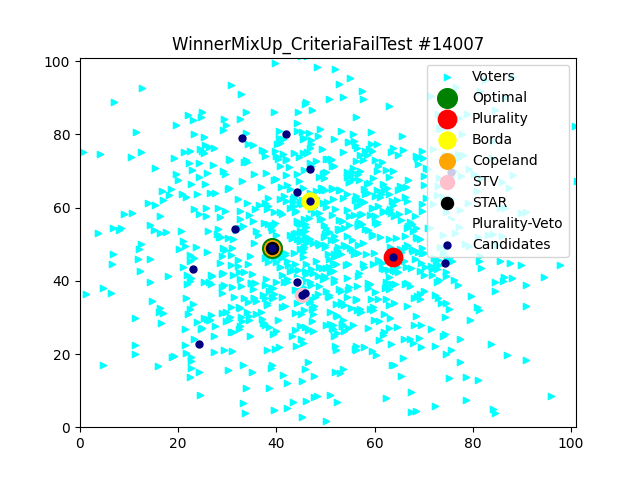 WinnerMixUp_CriteriaFailTest #14007
100
80
60
40
20
0
0
20
40
60
80
100
Voters
Optimal
Plurality
Borda
Copeland
STV
STAR
Plurality-Veto
Candidates